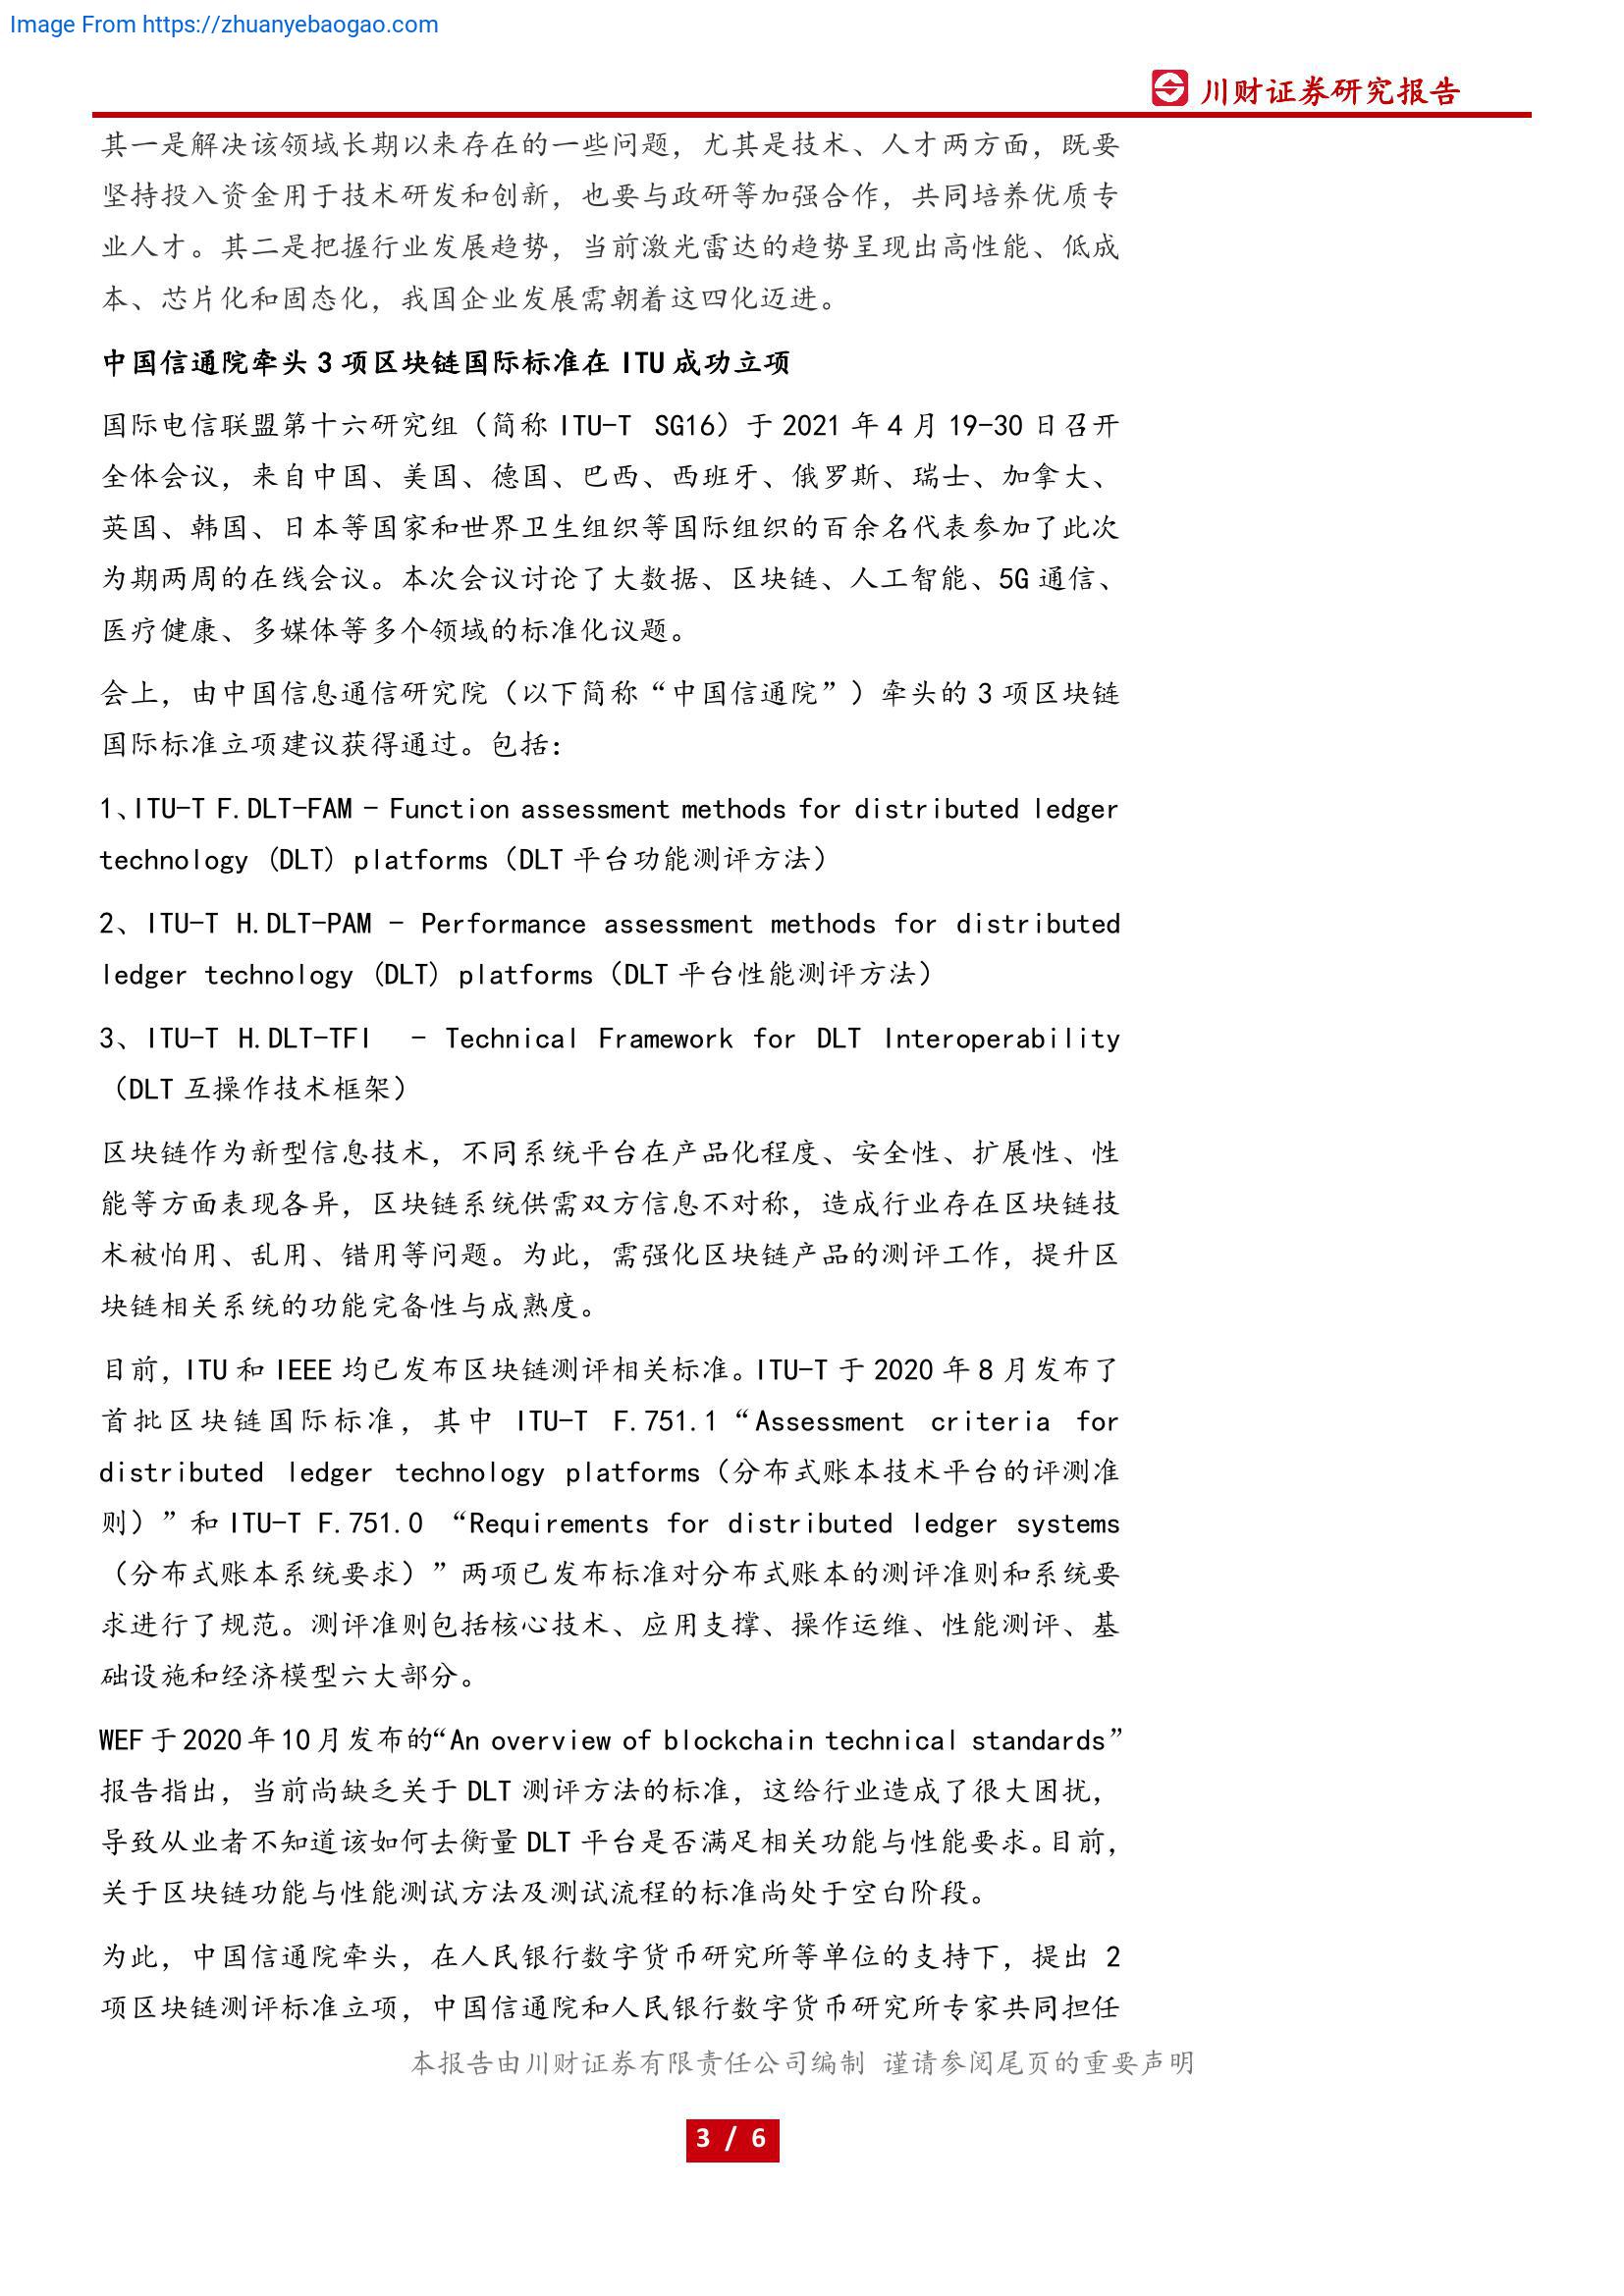 Image From https://zhuanyebaogao.com
川财证券研究报告
其一是解决该领域长期以来存在的一些问题，尤其是技术、人才两方面，既要
坚持投入资金用于技术研发和创新，也要与政研等加强合作，共同培养优质专
业人才。其二是把握行业发展趋势，当前激光雷达的趋势呈现出高性能、低成
本、芯片化和固态化，我国企业发展需朝着这四化迈进。
中国信通院牵头 3 项区块链国际标准在 ITU 成功立项
国际电信联盟第十六研究组（简称 ITU-T SG16）于 2021 年 4 月 19-30 日召开
全体会议，来自中国、美国、德国、巴西、西班牙、俄罗斯、瑞士、加拿大、
英国、韩国、日本等国家和世界卫生组织等国际组织的百余名代表参加了此次
为期两周的在线会议。本次会议讨论了大数据、区块链、人工智能、5G 通信、
医疗健康、多媒体等多个领域的标准化议题。
会上，由中国信息通信研究院（以下简称“中国信通院”）牵头的 3 项区块链
国际标准立项建议获得通过。包括：
1、ITU-T F.DLT-FAM - Function assessment methods for distributed ledger
technology (DLT) platforms（DLT 平台功能测评方法）
2、ITU-T H.DLT-PAM - Performance assessment methods for distributed
ledger technology (DLT) platforms（DLT 平台性能测评方法）
3、ITU-T H.DLT-TFI - Technical Framework for DLT Interoperability
（DLT 互操作技术框架）
区块链作为新型信息技术，不同系统平台在产品化程度、安全性、扩展性、性
能等方面表现各异，区块链系统供需双方信息不对称，造成行业存在区块链技
术被怕用、乱用、错用等问题。为此，需强化区块链产品的测评工作，提升区
块链相关系统的功能完备性与成熟度。
目前，ITU 和 IEEE 均已发布区块链测评相关标准。ITU-T 于 2020 年 8 月发布了
首批区块链国际标准，其中 ITU-T F.751.1“Assessment criteria for
distributed ledger technology platforms（分布式账本技术平台的评测准
则）”和 ITU-T F.751.0 “Requirements for distributed ledger systems
（分布式账本系统要求）”两项已发布标准对分布式账本的测评准则和系统要
求进行了规范。测评准则包括核心技术、应用支撑、操作运维、性能测评、基
础设施和经济模型六大部分。
WEF 于 2020 年 10 月发布的“An overview of blockchain technical standards”
报告指出，当前尚缺乏关于 DLT 测评方法的标准，这给行业造成了很大困扰，
导致从业者不知道该如何去衡量 DLT 平台是否满足相关功能与性能要求。目前，
关于区块链功能与性能测试方法及测试流程的标准尚处于空白阶段。
为此，中国信通院牵头，在人民银行数字货币研究所等单位的支持下，提出 2
项区块链测评标准立项，中国信通院和人民银行数字货币研究所专家共同担任
本报告由川财证券有限责任公司编制 谨请参阅尾页的重要声明
3 / 6